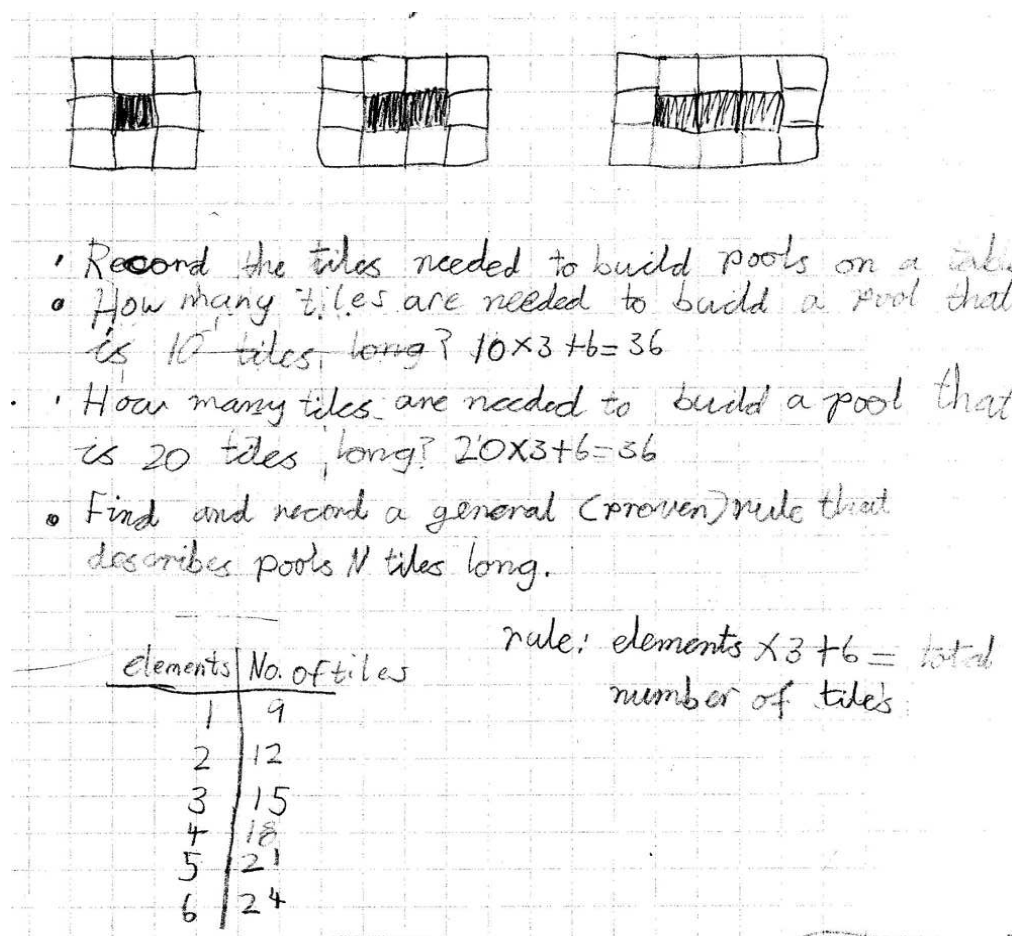 • Record the tiles needed to build pools on a
• How many tiles are needed to build a pool that
is 10 tiles long? 10×3+6=36
• How many tiles are needed to build a pool that
is 20 tiles long? 20×3+6=36
• Find and record a general (proven) rule that
describes pools N tiles long.
rule: elements ×3+6= total
number of tiles
elements No. of tiles
1 9
2 12
3 15
4 18
5 21
6 24